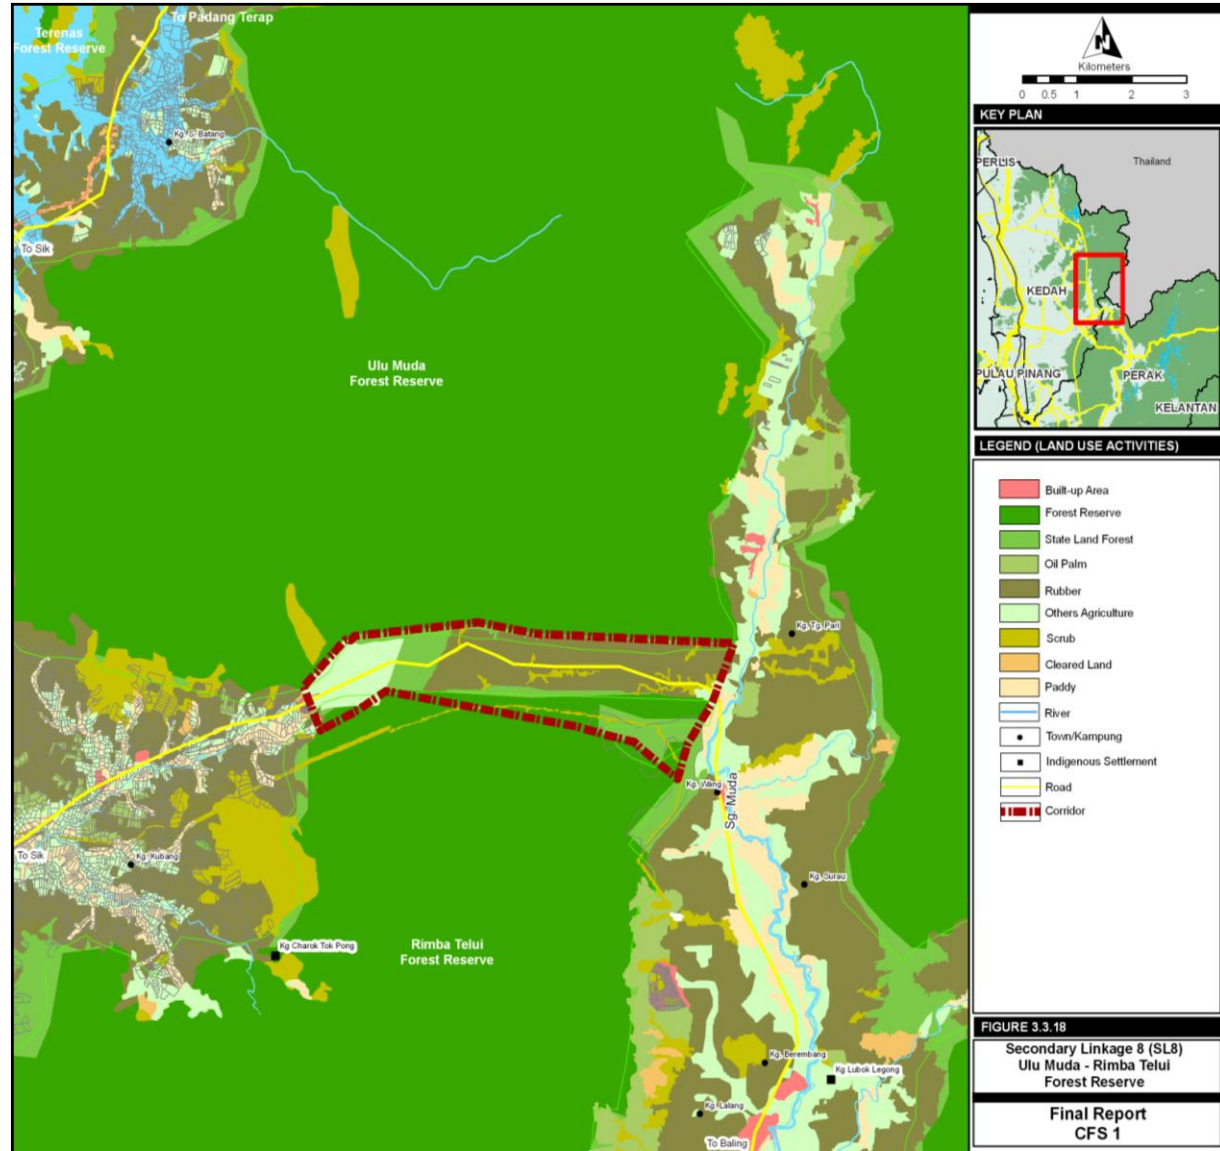 To Padang Terap
Terenas
Forest Reserve
Kg. S. Batang
To Sik
Ulu Muda
Forest Reserve
Kg. Tg. Pari
Kg. Wang
Sg. Muda
To Sik
Kg. Kubang
Kg. Surau
Kg Charok Tok Pong
Rimba Telui
Forest Reserve
Kg. Berembang
Kg Lubok Legong
Kg. Lalang
To Baling
N
Kilometers
0 0.5 1 2 3
KEY PLAN
PERLIS
Thailand
KEDAH
PULAU PINANG
PERAK
KELANTAN
LEGEND (LAND USE ACTIVITIES)
Built-up Area
Forest Reserve
State Land Forest
Oil Palm
Rubber
Others Agriculture
Scrub
Cleared Land
Paddy
River
Town/Kampung
Indigenous Settlement
Road
Corridor
FIGURE 3.3.18
Secondary Linkage 8 (SL8)
Ulu Muda - Rimba Telui
Forest Reserve
Final Report
CFS 1